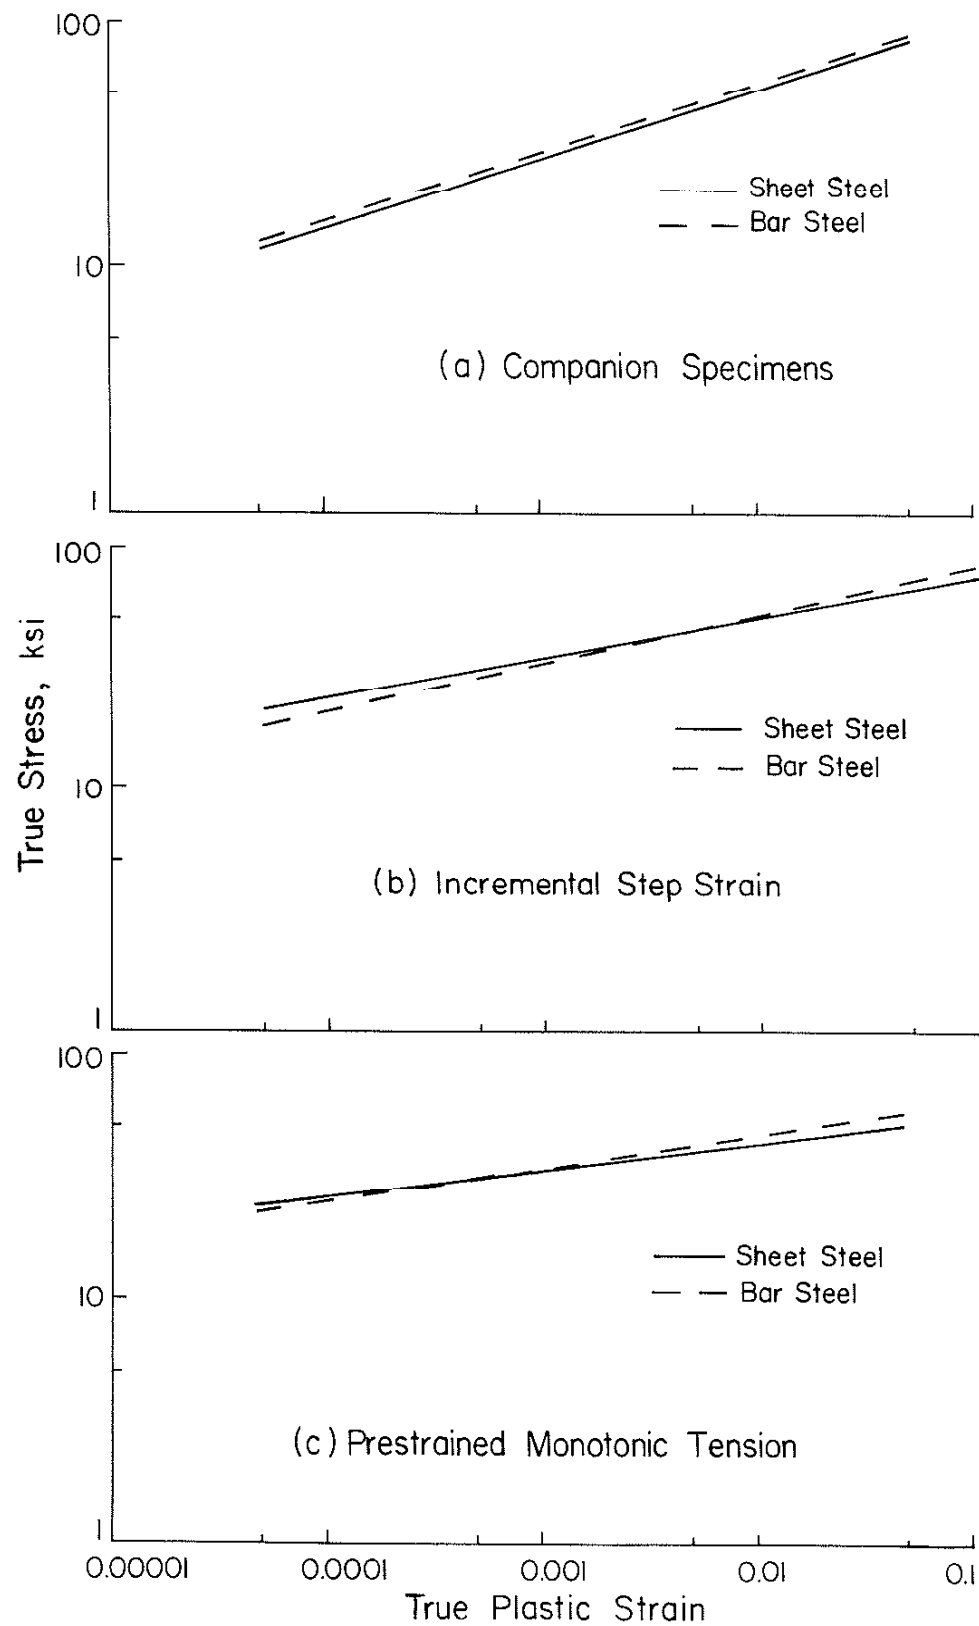 100
Sheet Steel
Bar Steel
10
(a) Companion Specimens
1
100
True Stress, ksi
Sheet Steel
Bar Steel
10
(b) Incremental Step Strain
1
100
Sheet Steel
10
Bar Steel
(c) Prestrained Monotonic Tension
1
0.00001 0.0001 0.001 0.01 0.1
True Plastic Strain